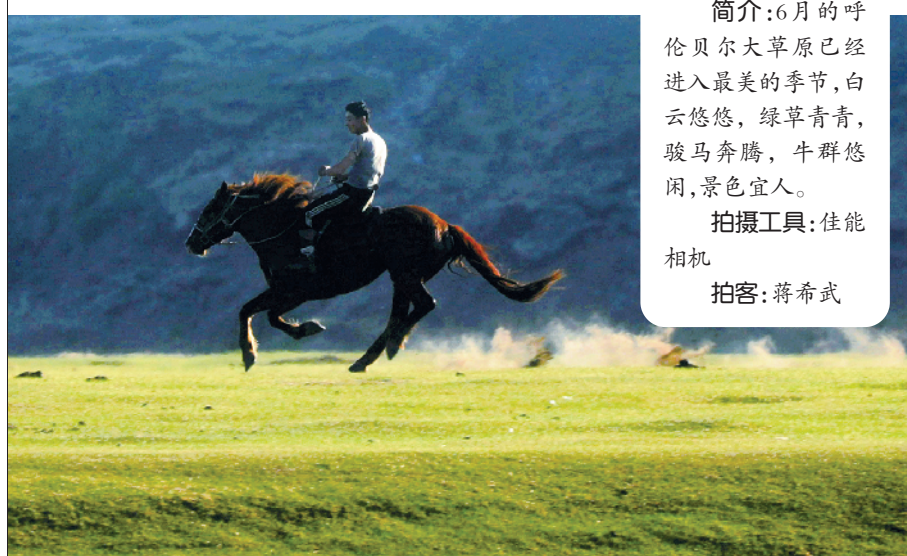 简介:6月的呼
伦贝尔大草原已经
进入最美的季节,白
云悠悠，绿草青青，
骏马奔腾，牛群悠
闲,景色宜人。
拍摄工具:佳能
相机
拍客:蒋希武